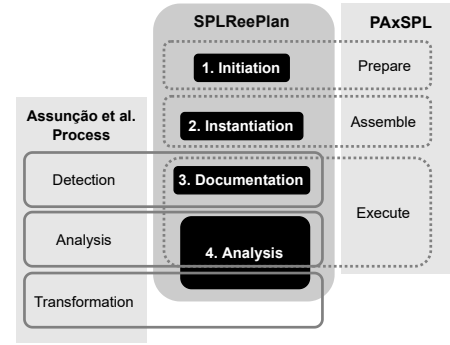 SPLReePlan
PAxSPL
1. Initiation
Prepare
2. Instantiation
Assemble
Assunção et al.
Process
Detection
3. Documentation
Execute
Analysis
4. Analysis
Transformation